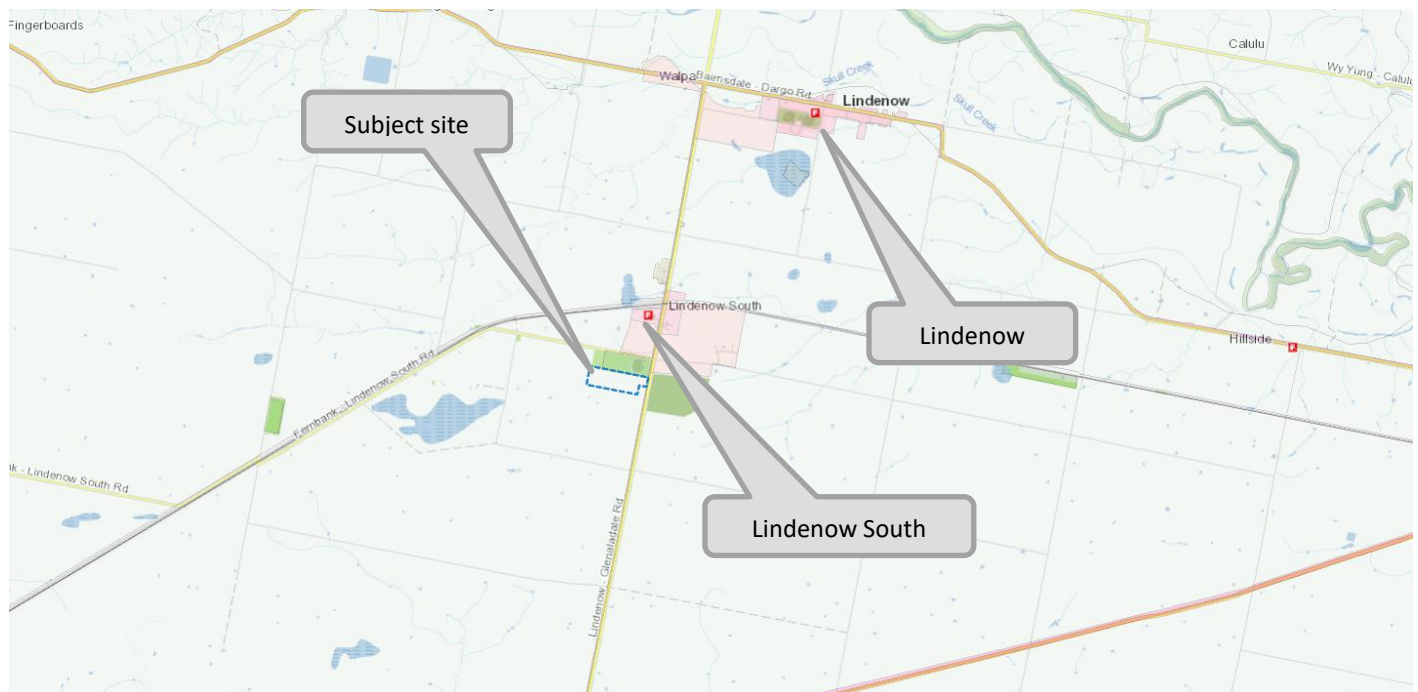 Fingerboards
Calulu
Wy Yung - Calulu
Walpa
Bairnsdale - Dargo Rd
Skull Creek
Lindenow
Skull Creek
Subject site
Lindenow South
Lindenow
Hillside
Fernbank - Lindenow South Rd
nk - Lindenow South Rd
Lindenow South
Lindenow - Glenaladale Rd